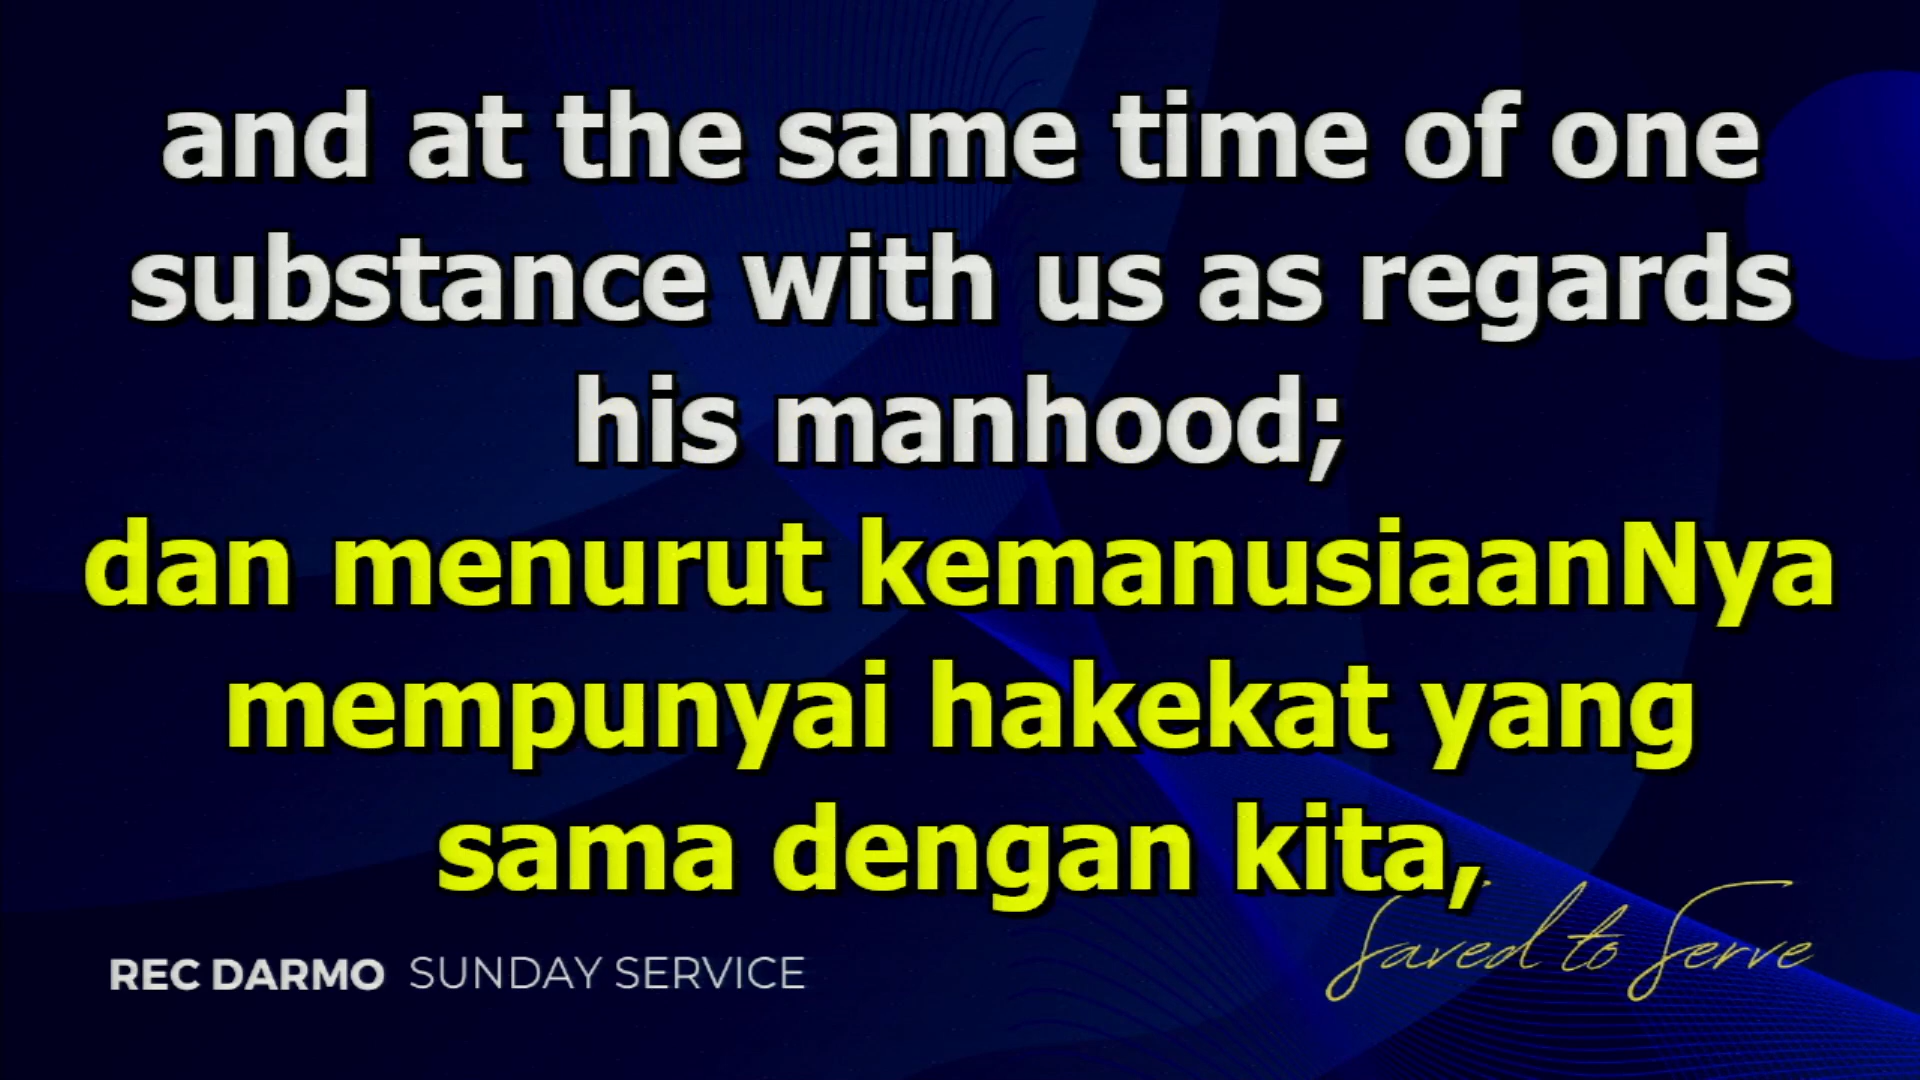 and at the same time of one
substance with us as regards
his manhood;
dan menurut kemanusiaanNya
mempunyai hakekat yang
sama dengan kita,
REC DARMO SUNDAY SERVICE
Saved to Serve